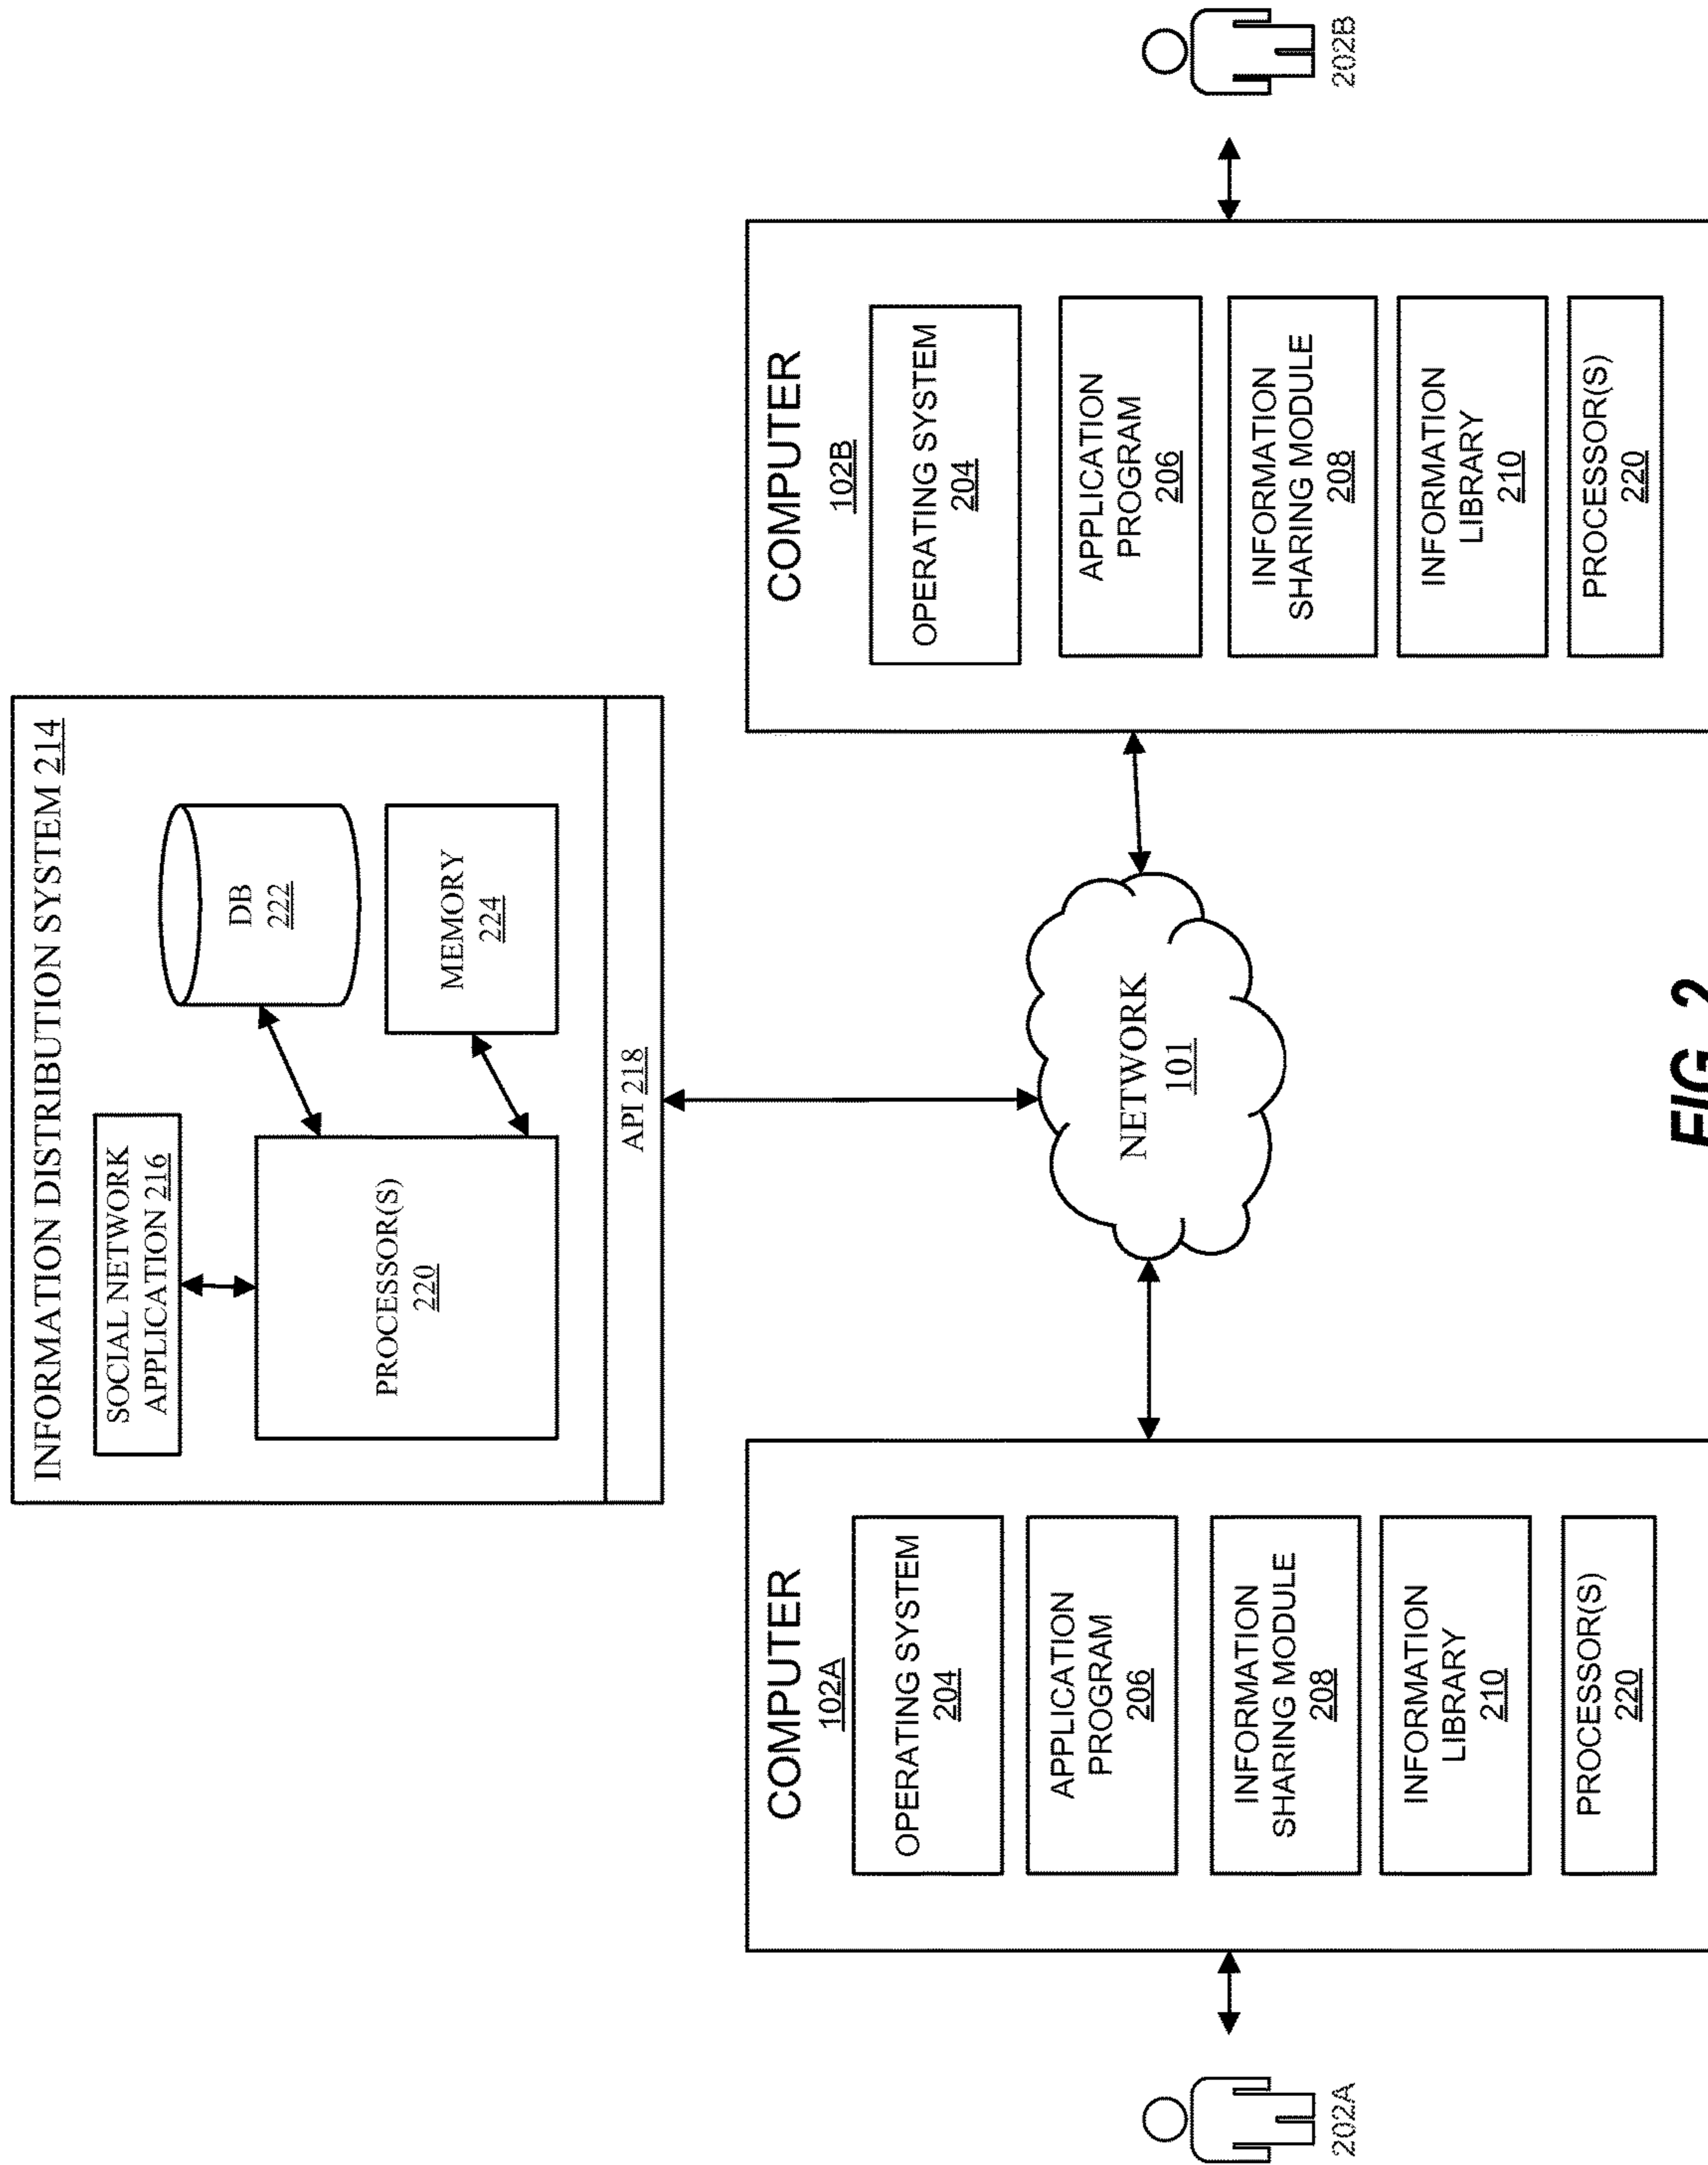 INFORMATION DISTRIBUTION SYSTEM 214
SOCIAL NETWORK
APPLICATION 216
DB
222
PROCESSOR(S)
220
MEMORY
224
API 218
COMPUTER
102A
OPERATING SYSTEM
204
APPLICATION
PROGRAM
206
INFORMATION
SHARING MODULE
208
INFORMATION
LIBRARY
210
PROCESSOR(S)
220
NETWORK
101
COMPUTER
102B
OPERATING SYSTEM
204
APPLICATION
PROGRAM
206
INFORMATION
SHARING MODULE
208
INFORMATION
LIBRARY
210
PROCESSOR(S)
220
202A
202B
FIG. 2